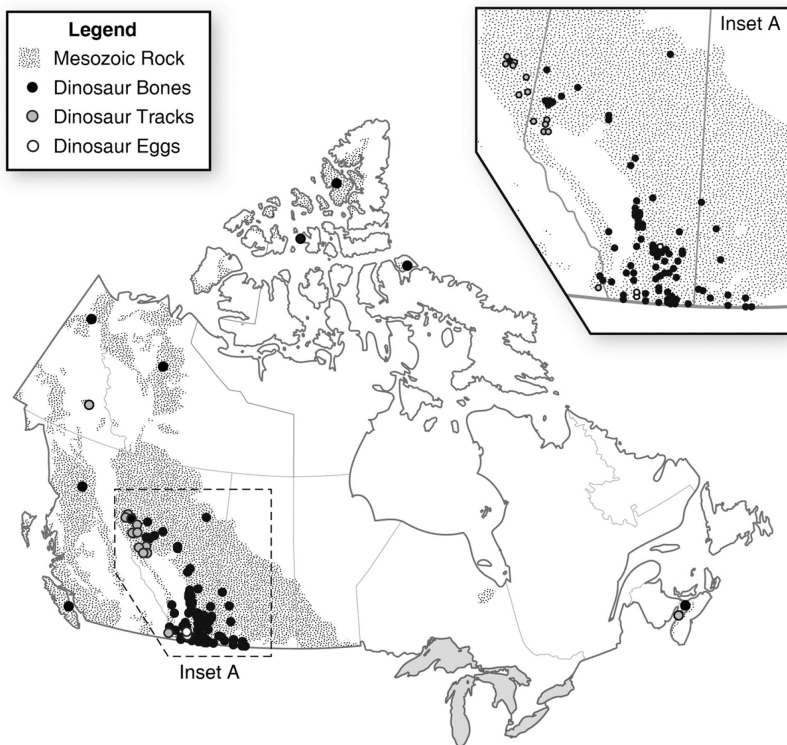 Legend
Mesozoic Rock
Dinosaur Bones
Dinosaur Tracks
Dinosaur Eggs
Inset A
Inset A